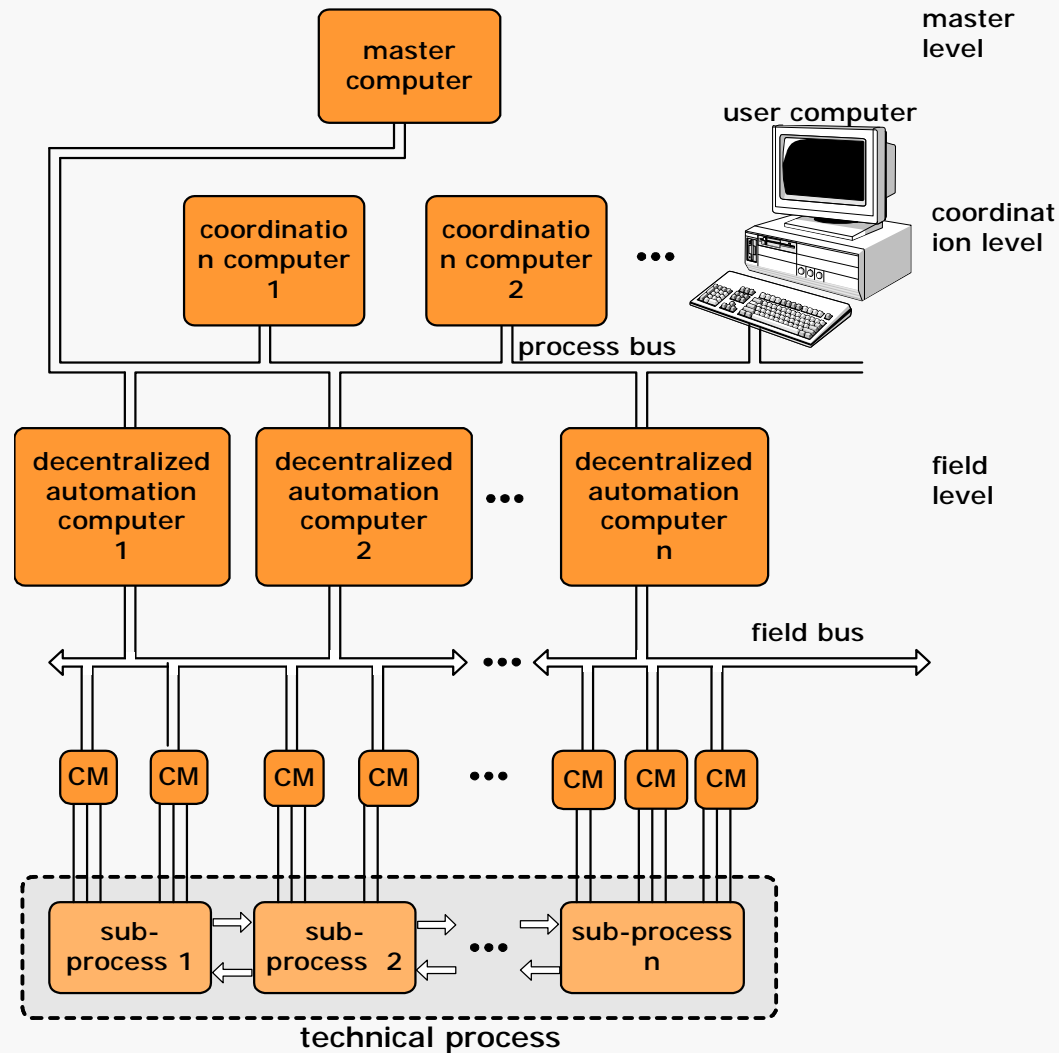 master
level
master
computer
user computer
coordinatio
n computer
1
coordinatio
n computer
2
•••
coordinat
ion level
process bus
decentralized
automation
computer
1
decentralized
automation
computer
2
•••
decentralized
automation
computer
n
field
level
field bus
•••
CM
CM
CM
CM
•••
CM
CM
CM
sub-
process 1
sub-
process 2
•••
sub-process
n
technical process